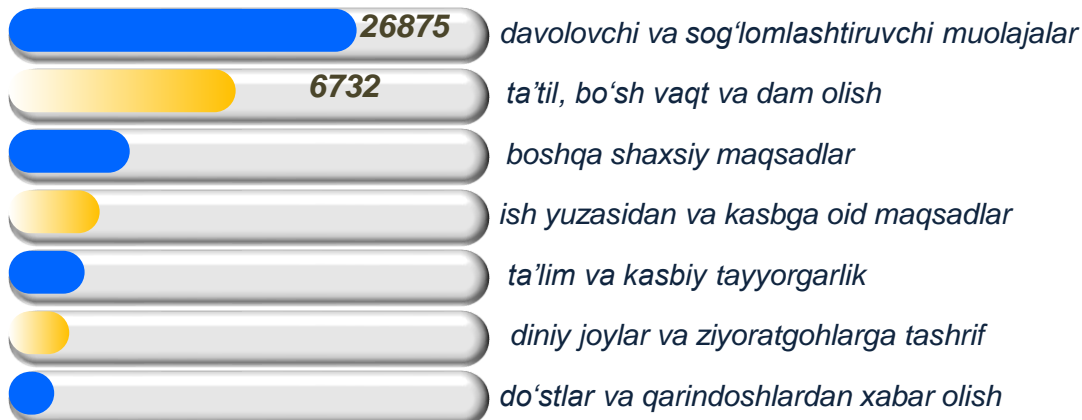 26875 davolovchi va sog‘lomlashtiruvchi muolajalar
6732 ta’til, bo‘sh vaqt va dam olish
boshqa shaxsiy maqsadlar
ish yuzasidan va kasbga oid maqsadlar
ta’lim va kasbiy tayyorgarlik
diniy joylar va ziyoratgohlarga tashrif
do‘stlar va qarindoshlardan xabar olish